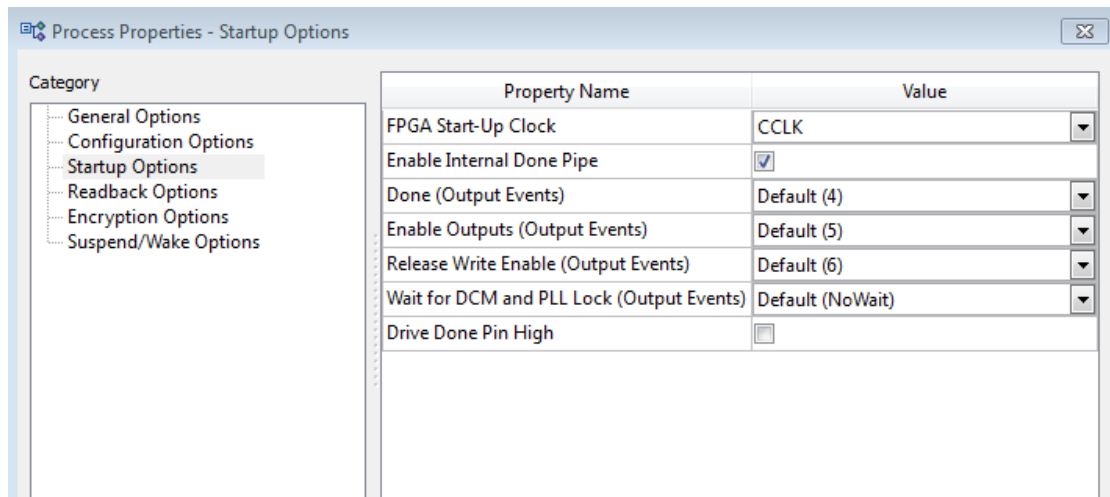 Process Properties - Startup Options
Category
General Options
Configuration Options
Startup Options
Readback Options
Encryption Options
Suspend/Wake Options
Property Name Value
FPGA Start-Up Clock CCLK
Enable Internal Done Pipe
Done (Output Events) Default (4)
Enable Outputs (Output Events) Default (5)
Release Write Enable (Output Events) Default (6)
Wait for DCM and PLL Lock (Output Events) Default (NoWait)
Drive Done Pin High